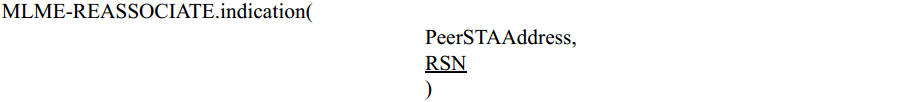 MLME-REASSOCIATE.indication(
PeerSTAAddress,
RSN
)